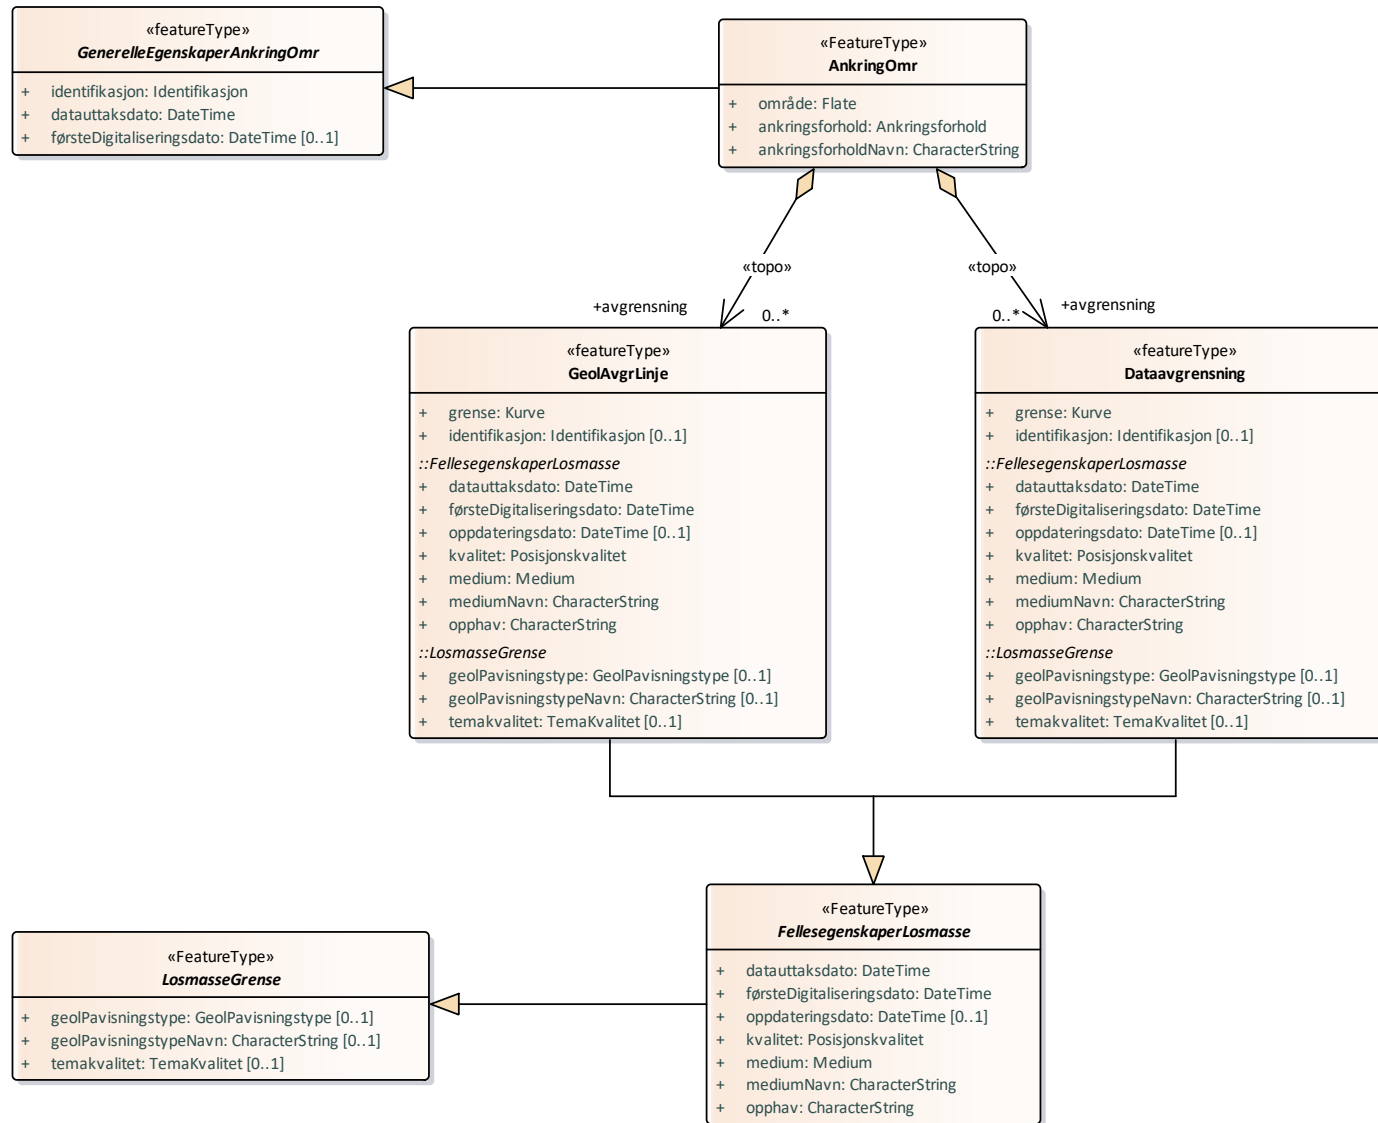 «featureType»
GenerelleEgenskaperAnkringOmr
+ identifikasjon: Identifikasjon
+ datauttaksdato: DateTime
+ førsteDigitaliseringsdato: DateTime [0..1]
«FeatureType»
AnkringOmr
+ område: Flate
+ ankringsforhold: Ankringsforhold
+ ankringsforholdNavn: CharacterString
«topo»
«topo»
+avgrensning
0..*
0..*
+avgrensning
«featureType»
GeolAvgrLinje
+ grense: Kurve
+ identifikasjon: Identifikasjon [0..1]
::FellesegenskaperLosmasse
+ datauttaksdato: DateTime
+ førsteDigitaliseringsdato: DateTime
+ oppdateringsdato: DateTime [0..1]
+ kvalitet: Posisjonskvalitet
+ medium: Medium
+ mediumNavn: CharacterString
+ opphav: CharacterString
::LosmasseGrense
+ geolPavisningstype: GeolPavisningstype [0..1]
+ geolPavisningstypeNavn: CharacterString [0..1]
+ temakvalitet: TemaKvalitet [0..1]
«featureType»
Dataavgrensning
+ grense: Kurve
+ identifikasjon: Identifikasjon [0..1]
::FellesegenskaperLosmasse
+ datauttaksdato: DateTime
+ førsteDigitaliseringsdato: DateTime
+ oppdateringsdato: DateTime [0..1]
+ kvalitet: Posisjonskvalitet
+ medium: Medium
+ mediumNavn: CharacterString
+ opphav: CharacterString
::LosmasseGrense
+ geolPavisningstype: GeolPavisningstype [0..1]
+ geolPavisningstypeNavn: CharacterString [0..1]
+ temakvalitet: TemaKvalitet [0..1]
«FeatureType»
LosmasseGrense
+ geolPavisningstype: GeolPavisningstype [0..1]
+ geolPavisningstypeNavn: CharacterString [0..1]
+ temakvalitet: TemaKvalitet [0..1]
«FeatureType»
FellesegenskaperLosmasse
+ datauttaksdato: DateTime
+ førsteDigitaliseringsdato: DateTime
+ oppdateringsdato: DateTime [0..1]
+ kvalitet: Posisjonskvalitet
+ medium: Medium
+ mediumNavn: CharacterString
+ opphav: CharacterString